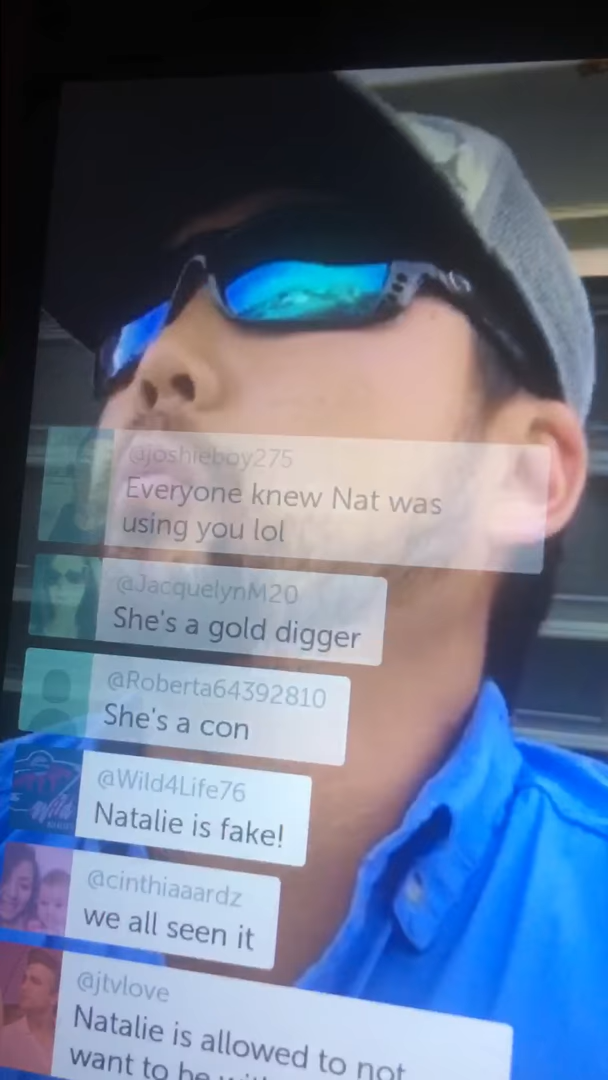 @joshieboy275
Everyone knew Nat was
using you lol
@JacquelynM20
She's a gold digger
@Roberta64392810
She's a con
@Wild4Life76
Natalie is fake!
@cinthiaaardz
we all seen it
@jtvlove
Natalie is allowed to not
want to be